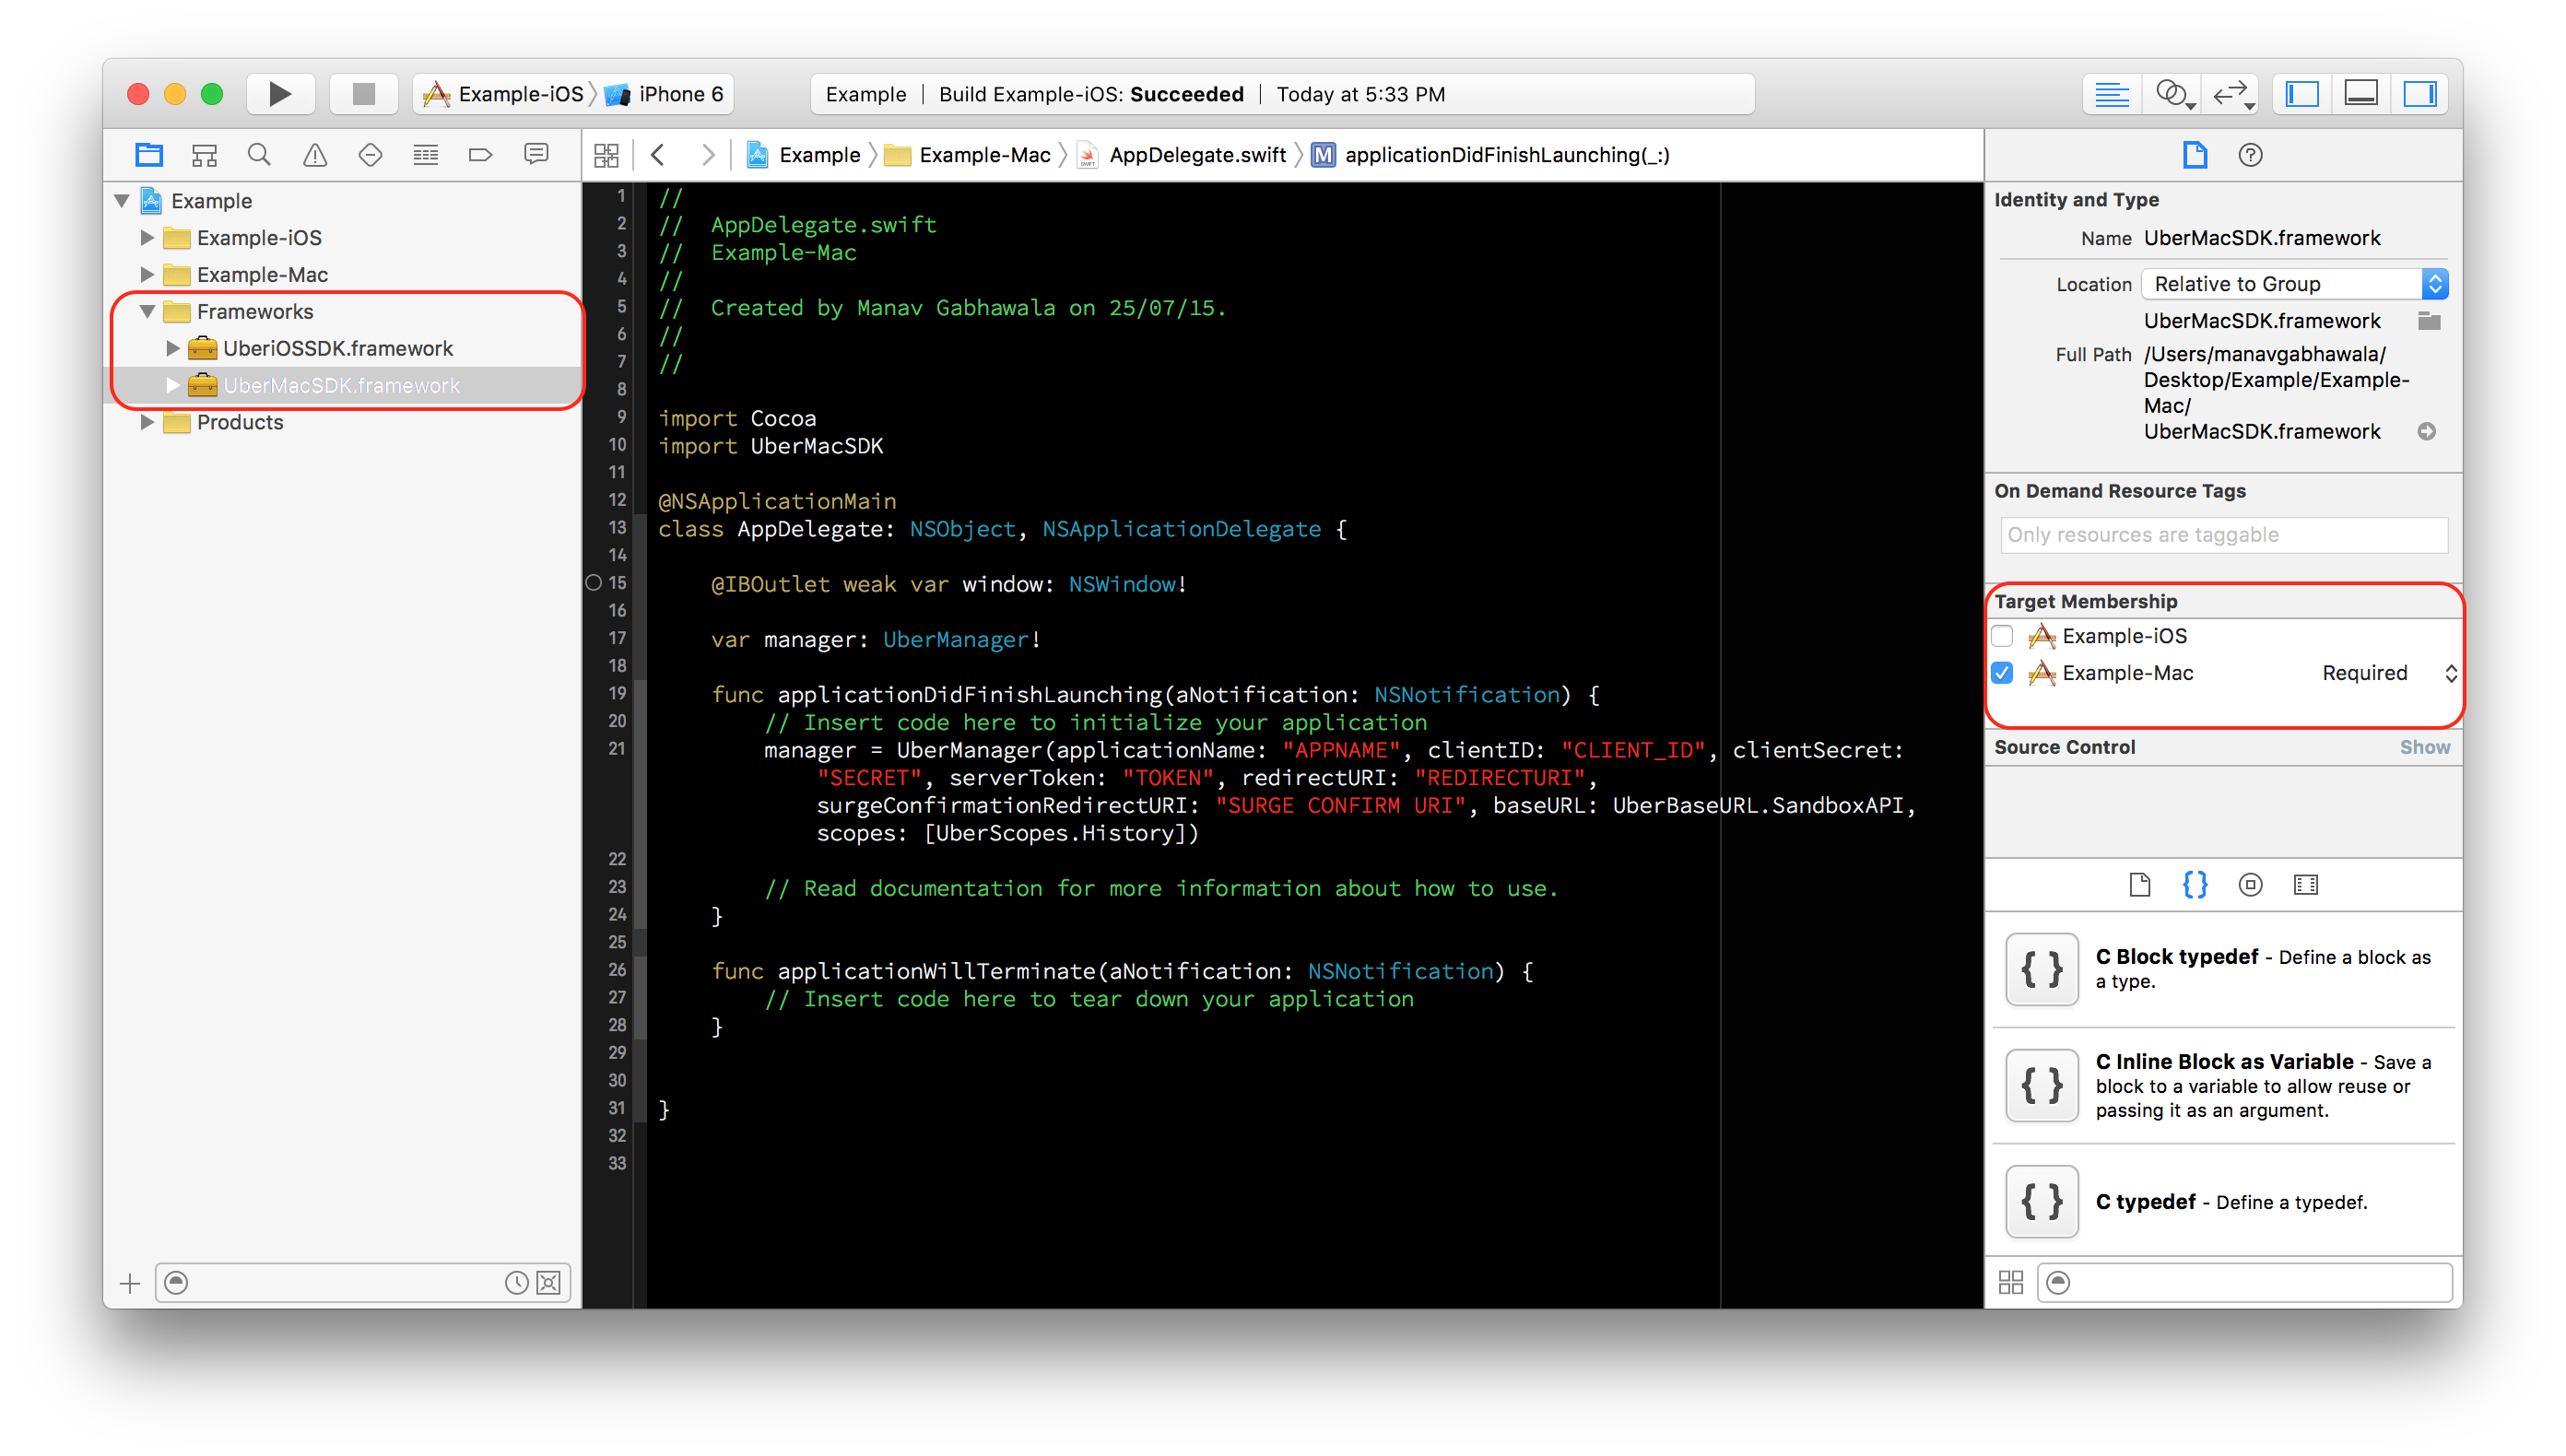 Example-iOS iPhone 6
Example | Build Example-iOS: Succeeded | Today at 5:33 PM
Example Example-Mac AppDelegate.swift M applicationDidFinishLaunching(_:)
Example
Example-iOS
Example-Mac
Frameworks
UberiOSSDK.framework
UberMacSDK.framework
Products
1 //
2 //  AppDelegate.swift
3 //  Example-Mac
4 //
5 //  Created by Manav Gabhawala on 25/07/15.
6 //
7 //
8
9 import Cocoa
10 import UberMacSDK
11
12 @NSApplicationMain
13 class AppDelegate: NSObject, NSApplicationDelegate {
14
15     @IBOutlet weak var window: NSWindow!
16
17     var manager: UberManager!
18
19     func applicationDidFinishLaunching(aNotification: NSNotification) {
20         // Insert code here to initialize your application
21         manager = UberManager(applicationName: "APPNAME", clientID: "CLIENT_ID", clientSecret:
"SECRET", serverToken: "TOKEN", redirectURI: "REDIRECTURI",
surgeConfirmationRedirectURI: "SURGE CONFIRM URI", baseURL: UberBaseURL.SandboxAPI,
scopes: [UberScopes.History])
22
23         // Read documentation for more information about how to use.
24     }
25
26     func applicationWillTerminate(aNotification: NSNotification) {
27         // Insert code here to tear down your application
28     }
29
30
31 }
32
33
Identity and Type
Name UberMacSDK.framework
Location Relative to Group
UberMacSDK.framework
Full Path /Users/manavgabhawala/
Desktop/Example/Example-
Mac/
UberMacSDK.framework
On Demand Resource Tags
Only resources are taggable
Target Membership
Example-iOS
Example-Mac Required
Source Control Show
{ } C Block typedef - Define a block as
a type.
{ } C Inline Block as Variable - Save a
block to a variable to allow reuse or
passing it as an argument.
{ } C typedef - Define a typedef.